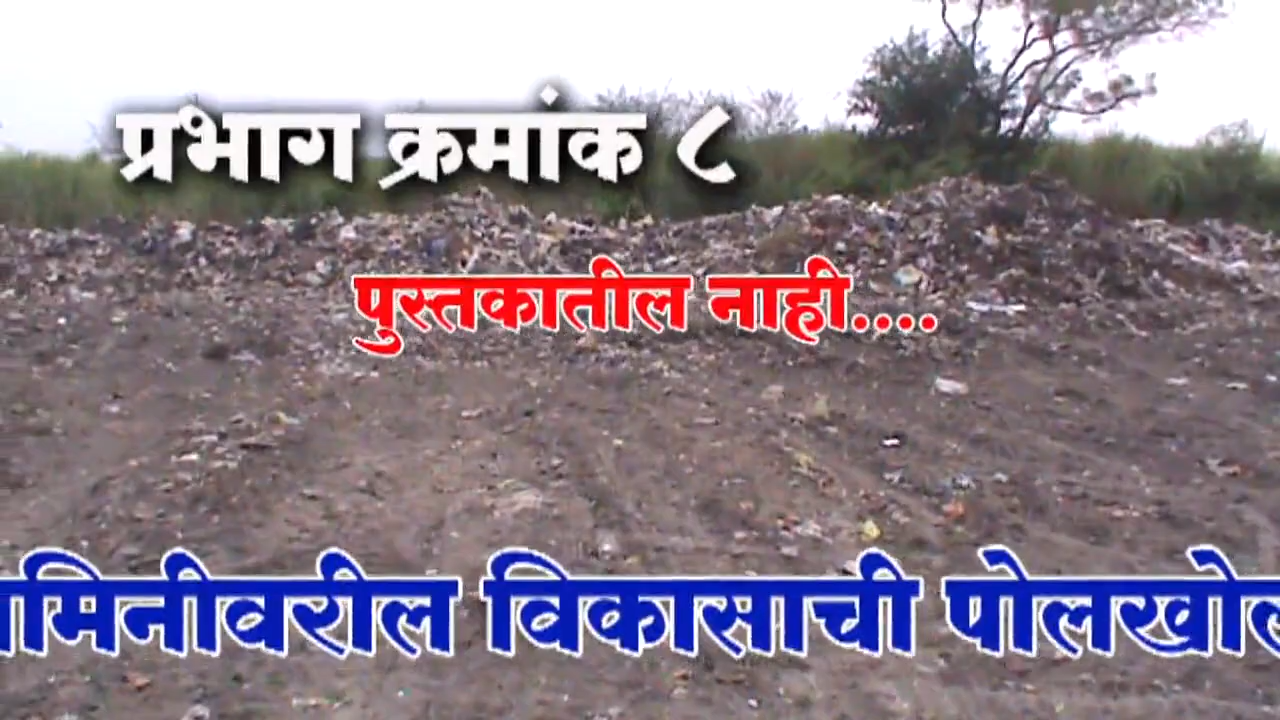 प्रभाग क्रमांक ८
पुस्तकातील नाही....
मिनीवरील विकासाची पोलखोल